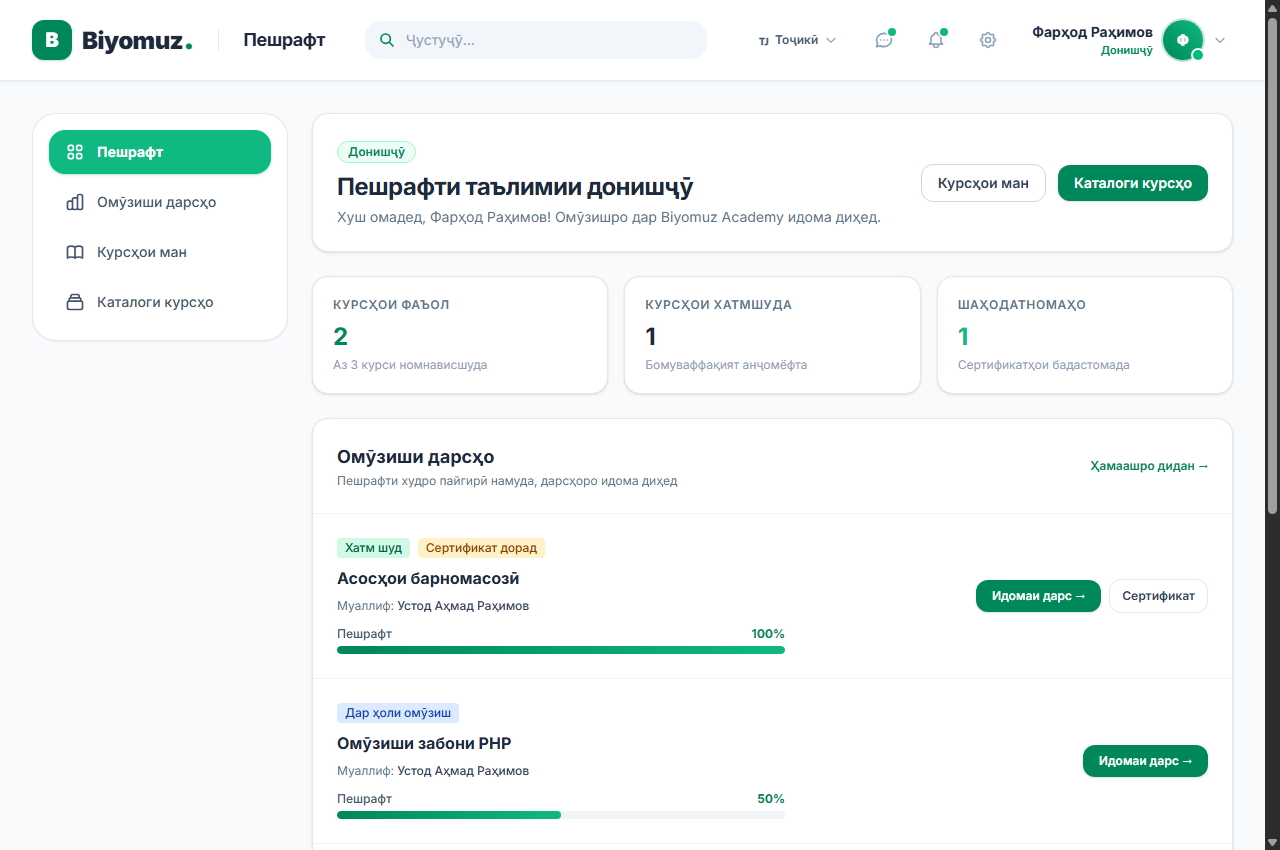 B Biyomuz.
Пешрафт
Ҷустуҷӯ...
TJ Тоҷикӣ
Фарҳод Раҳимов
Донишҷӯ
Ф
Пешрафт
Омӯзиши дарсҳо
Курсҳои ман
Каталоги курсҳо
Донишҷӯ
Пешрафти таълимии донишҷӯ
Хуш омадед, Фарҳод Раҳимов! Омӯзишро дар Biyomuz Academy идома диҳед.
Курсҳои ман
Каталоги курсҳо
КУРСҲОИ ФАЪОЛ
2
Аз 3 курси номнависшуда
КУРСҲОИ ХАТМШУДА
1
Бомуваффақият анҷомёфта
ШАҲОДАТНОМАҲО
1
Сертификатҳои бадастомада
Омӯзиши дарсҳо
Пешрафти худро пайгирӣ намуда, дарсҳоро идома диҳед
Ҳамаашро дидан →
Хатм шуд
Сертификат дорад
Асосҳои барномасозӣ
Муаллиф: Устод Аҳмад Раҳимов
Пешрафт 100%
Идомаи дарс →
Сертификат
Дар ҳоли омӯзиш
Омӯзиши забони PHP
Муаллиф: Устод Аҳмад Раҳимов
Пешрафт 50%
Идомаи дарс →